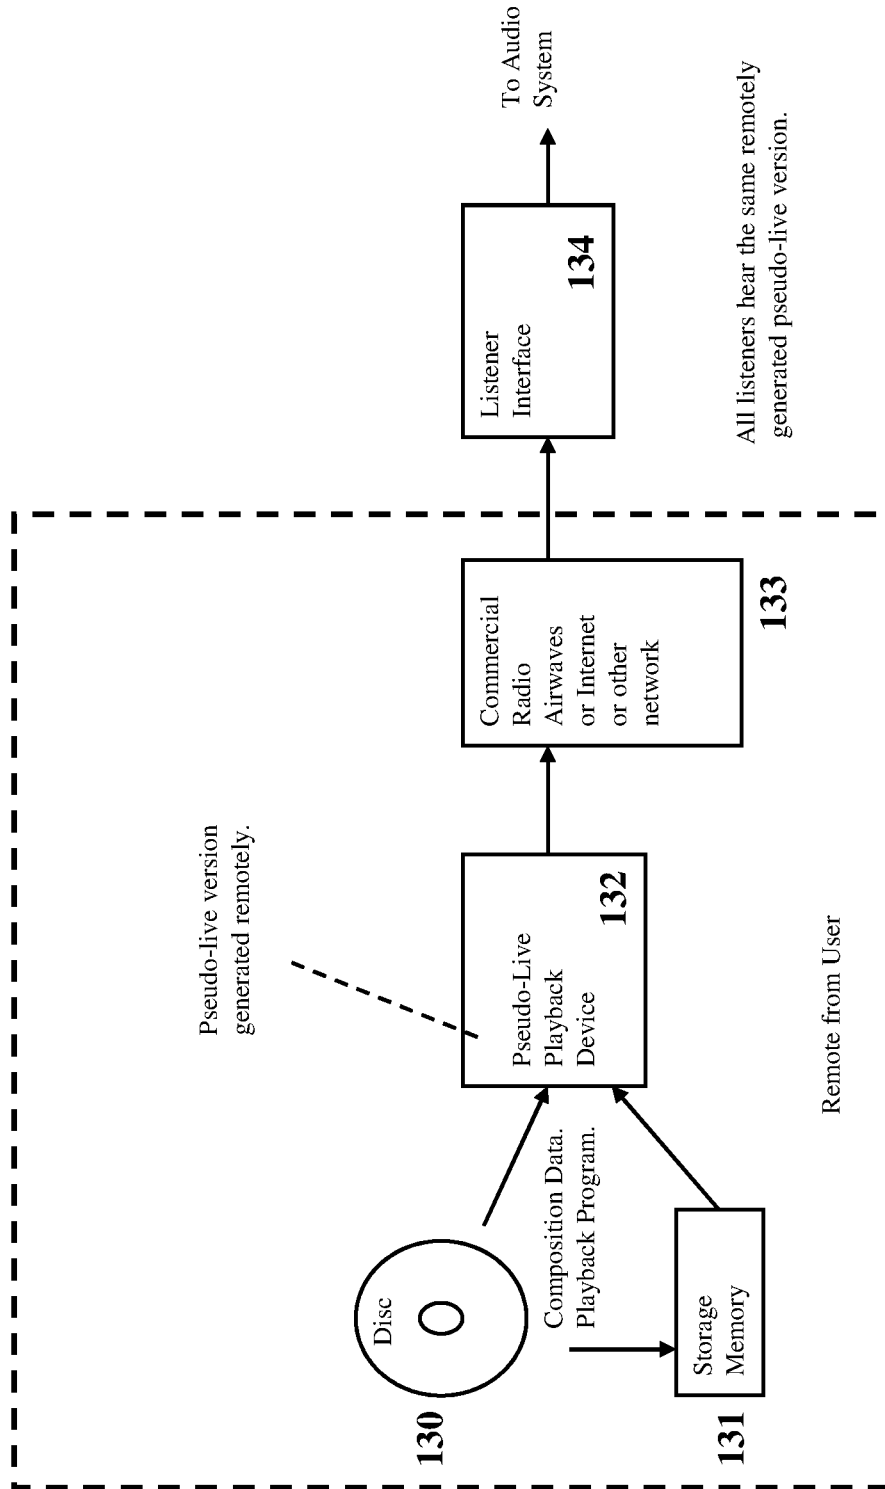 Pseudo-live version
generated remotely.
Disc
130
Composition Data.
Playback Program.
Storage
Memory
131
Pseudo-Live
Playback
Device
132
Commercial
Radio
Airwaves
or Internet
or other
network
133
Listener
Interface
134
To Audio
System
Remote from User
All listeners hear the same remotely
generated pseudo-live version.